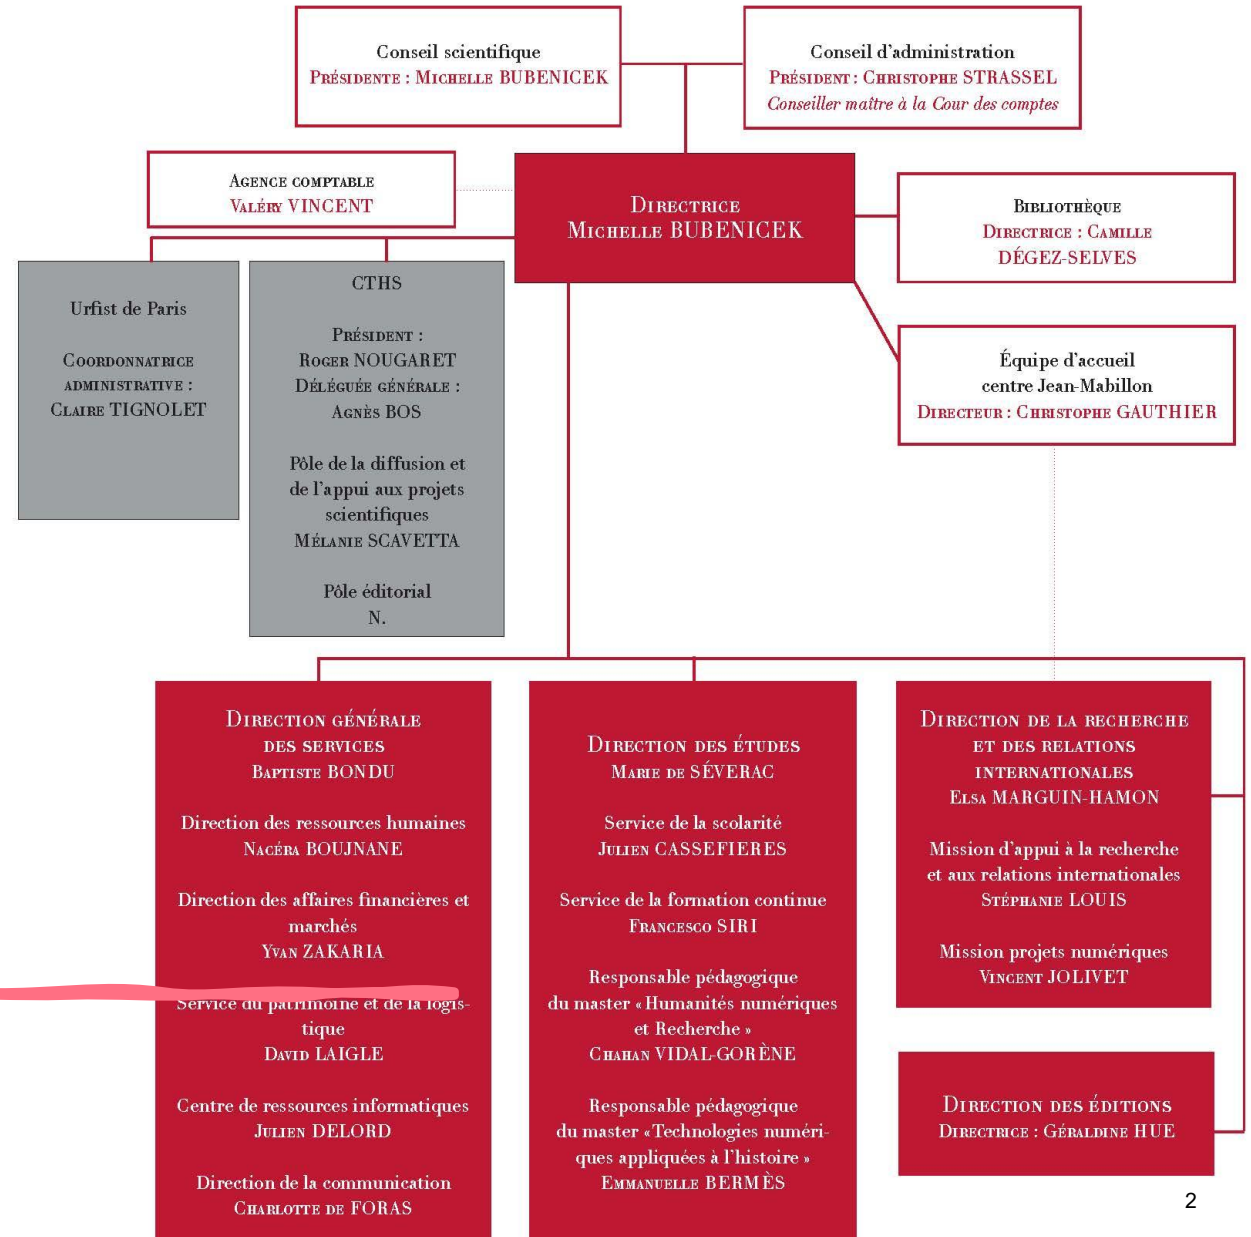 Conseil scientifique
Présidente : Michelle BUBENICEK
Conseil d'administration
Président : Christophe STRASSEL
Conseiller maître à la Cour des comptes
Agence comptable
Valéry VINCENT
Directrice
Michelle BUBENICEK
Bibliothèque
Directrice : Camille
DÉGEZ-SELVES
Urfist de Paris
Coordonnatrice
administrative :
Claire TIGNOLET
CTHS
Président :
Roger NOUGARET
Déléguée générale :
Agnès BOS
Pôle de la diffusion et
de l'appui aux projets
scientifiques
Mélanie SCAVETTA
Pôle éditorial
N.
Équipe d'accueil
centre Jean-Mabillon
Directeur : Christophe GAUTHIER
Direction générale
des services
Baptiste BONDU
Direction des ressources humaines
Nacéra BOUJNANE
Direction des affaires financières et
marchés
Yvan ZAKARIA
Service du patrimoine et de la logis-
tique
David LAIGLE
Centre de ressources informatiques
Julien DELORD
Direction de la communication
Charlotte de FORAS
Direction des études
Marie de SÉVERAC
Service de la scolarité
Julien CASSEFIERES
Service de la formation continue
Francesco SIRI
Responsable pédagogique
du master « Humanités numériques
et Recherche »
Chahan VIDAL-GORÈNE
Responsable pédagogique
du master « Technologies numéri-
ques appliquées à l'histoire »
Emmanuelle BERMÈS
Direction de la recherche
et des relations
internationales
Elsa MARGUIN-HAMON
Mission d'appui à la recherche
et aux relations internationales
Stéphanie LOUIS
Mission projets numériques
Vincent JOLIVET
Direction des éditions
Directrice : Géraldine HUE
2